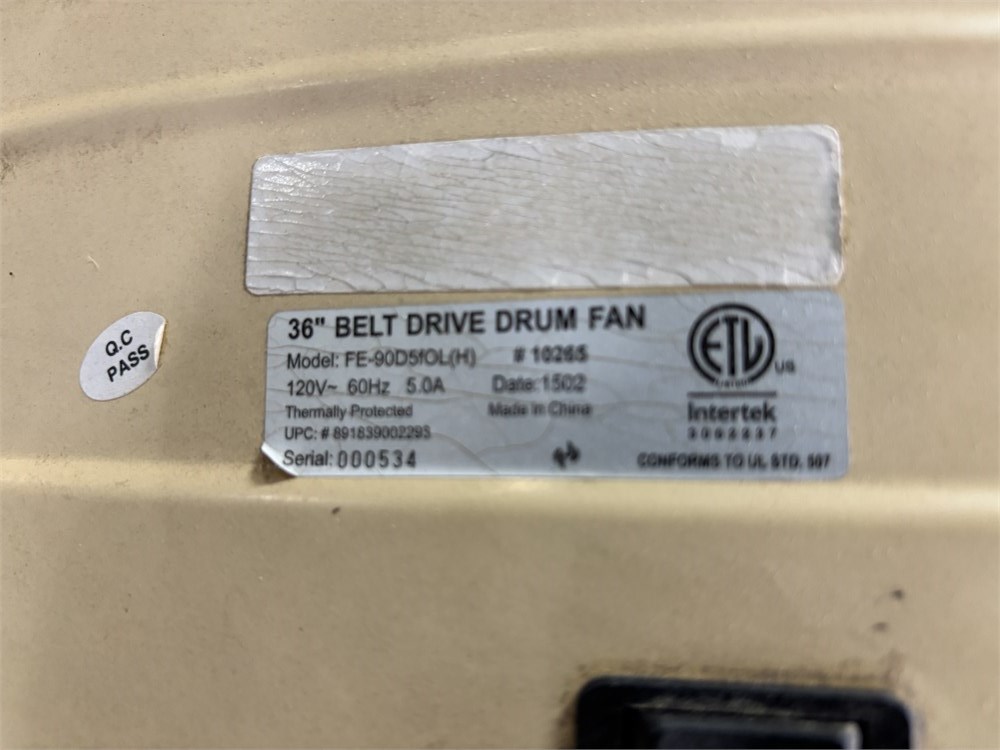 36" BELT DRIVE DRUM FAN
Model: FE-90D5fOL(H) # 10265
120V~ 60Hz 5.0A Date:1502
Thermally Protected Made in China
UPC: # 891839002293
Serial: 000534
ETL
US
LISTED
Intertek
CONFORMS TO UL STD. 507
Q.C
PASS